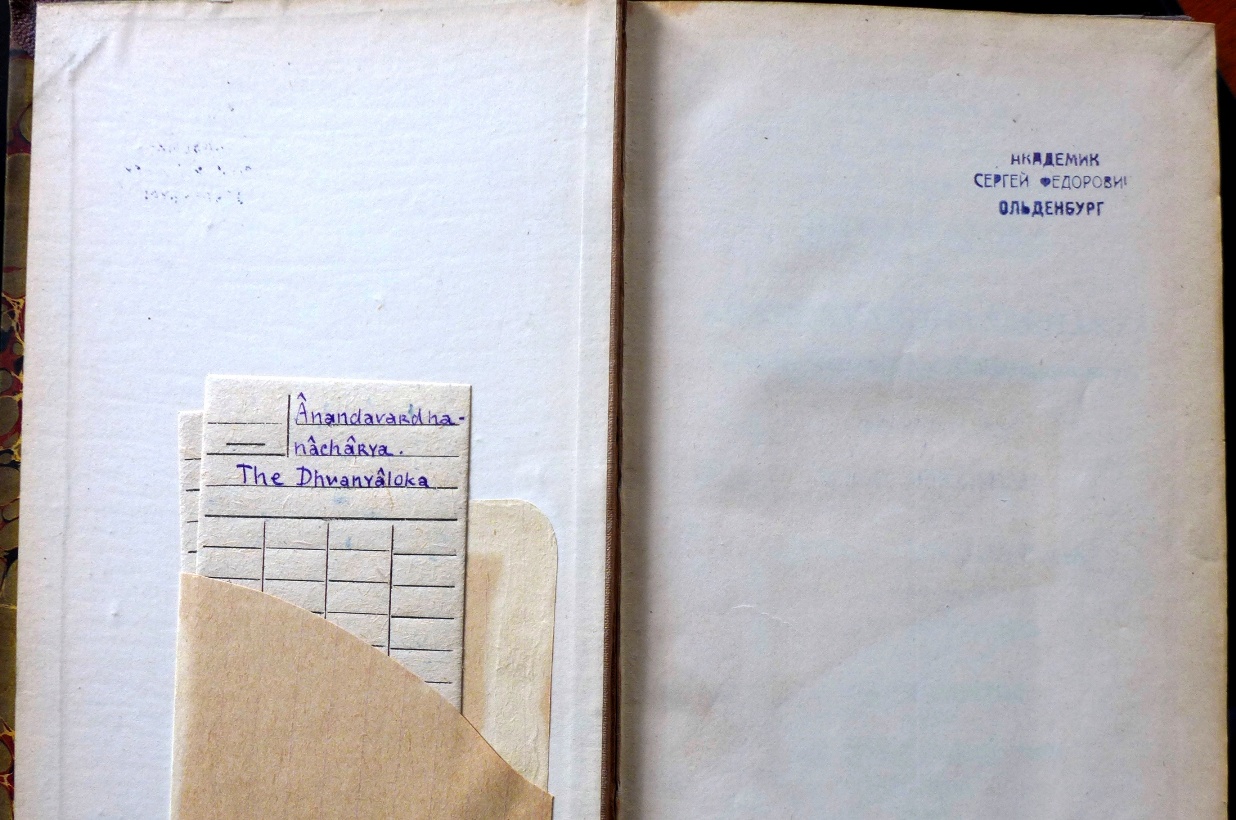 Ânandavardha-
nâchârya.
The Dhvanyâloka
АКАДЕМИК
СЕРГЕЙ ФЕДОРОВИЧ
ОЛЬДЕНБУРГ